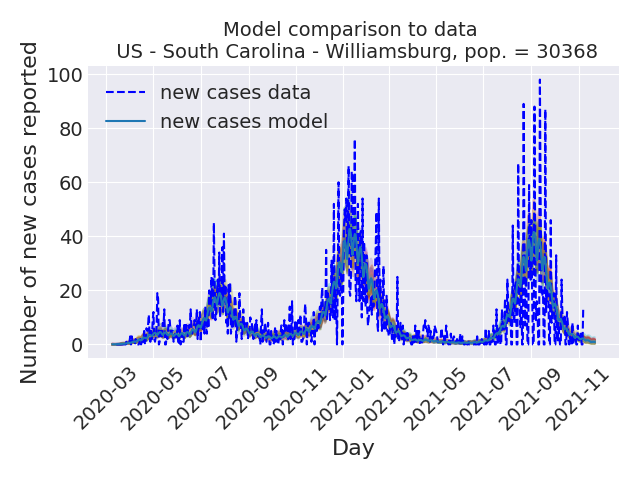 Model comparison to data
US - South Carolina - Williamsburg, pop. = 30368
Number of new cases reported
100
80
60
40
20
0
new cases data
new cases model
2020-03
2020-05
2020-07
2020-09
2020-11
2021-01
2021-03
2021-05
2021-07
2021-09
2021-11
Day